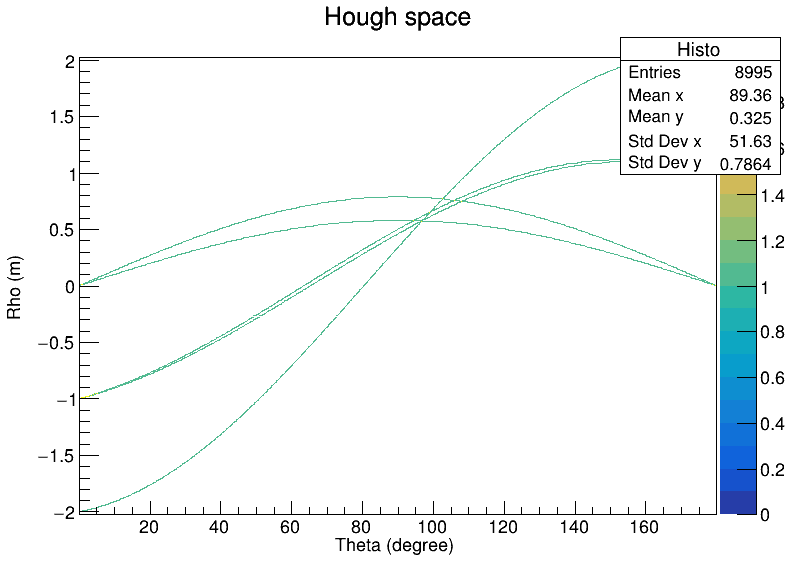 Hough space
Histo
Entries 8995
Mean x 89.36
Mean y 0.325
Std Dev x 51.63
Std Dev y 0.7864
2
1.5
1
0.5
0
−0.5
−1
−1.5
−2
Rho (m)
20 40 60 80 100 120 140 160
Theta (degree)
1.4
1.2
1
0.8
0.6
0.4
0.2
0